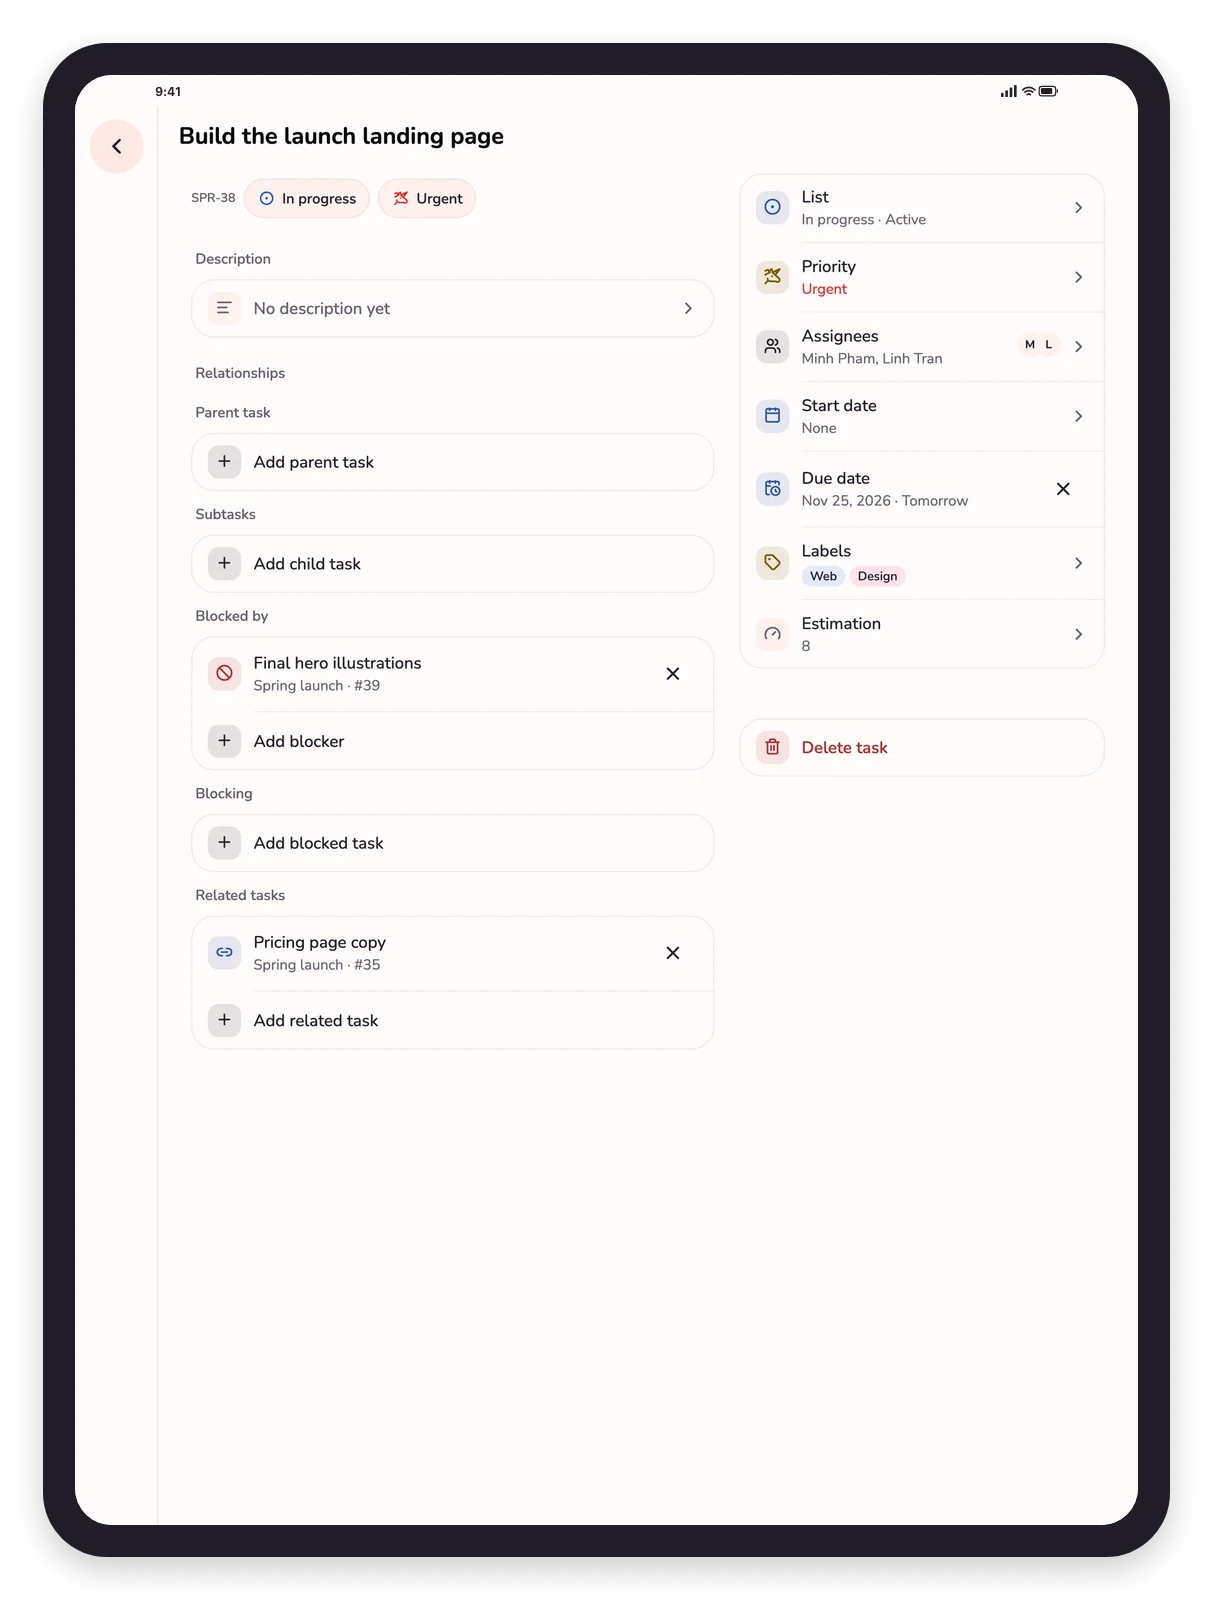 9:41
Build the launch landing page
SPR-38
In progress
Urgent
Description
No description yet
Relationships
Parent task
Add parent task
Subtasks
Add child task
Blocked by
Final hero illustrations
Spring launch · #39
Add blocker
Blocking
Add blocked task
Related tasks
Pricing page copy
Spring launch · #35
Add related task
List
In progress · Active
Priority
Urgent
Assignees
Minh Pham, Linh Tran
M L
Start date
None
Due date
Nov 25, 2026 · Tomorrow
Labels
Web Design
Estimation
8
Delete task